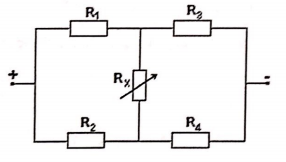 R₁ R₃
+ Rₓ -
R₂ R₄